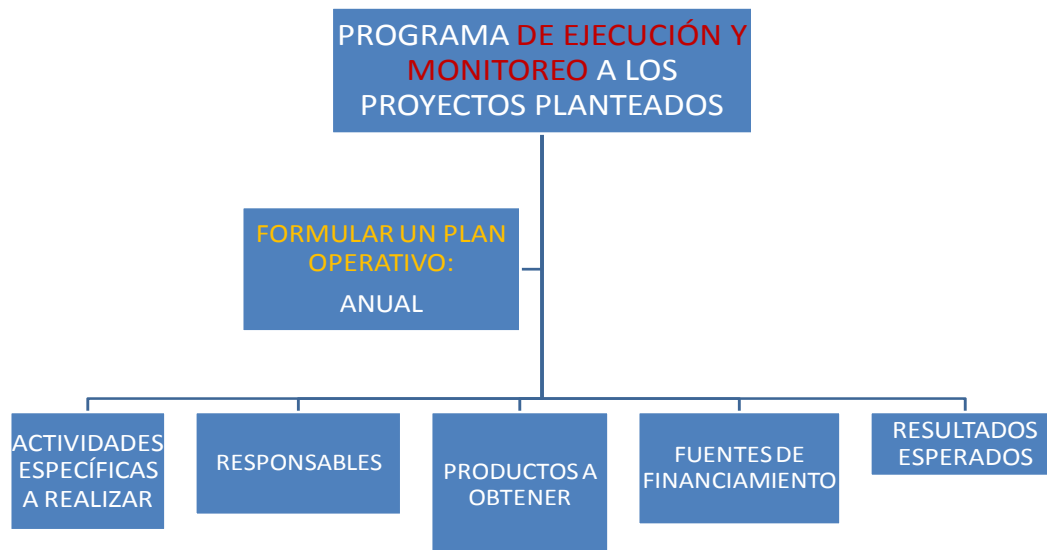 PROGRAMA DE EJECUCIÓN Y
MONITOREO A LOS
PROYECTOS PLANTEADOS
FORMULAR UN PLAN
OPERATIVO:
ANUAL
ACTIVIDADES
ESPECÍFICAS
A REALIZAR
RESPONSABLES
PRODUCTOS A
OBTENER
FUENTES DE
FINANCIAMIENTO
RESULTADOS
ESPERADOS